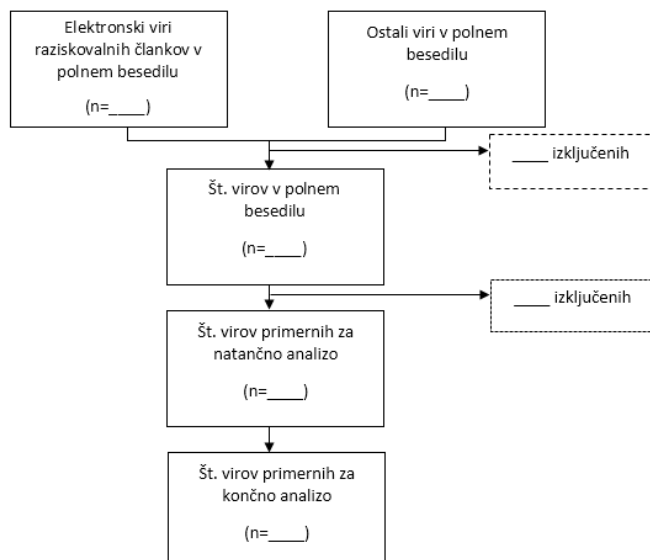 Elektronski viri
raziskovalnih člankov v
polnem besedilu
(n=____)
Ostali viri v polnem
besedilu
(n=____)
____ izključenih
Št. virov v polnem
besedilu
(n=____)
____ izključenih
Št. virov primernih za
natančno analizo
(n=____)
Št. virov primernih za
končno analizo
(n=____)